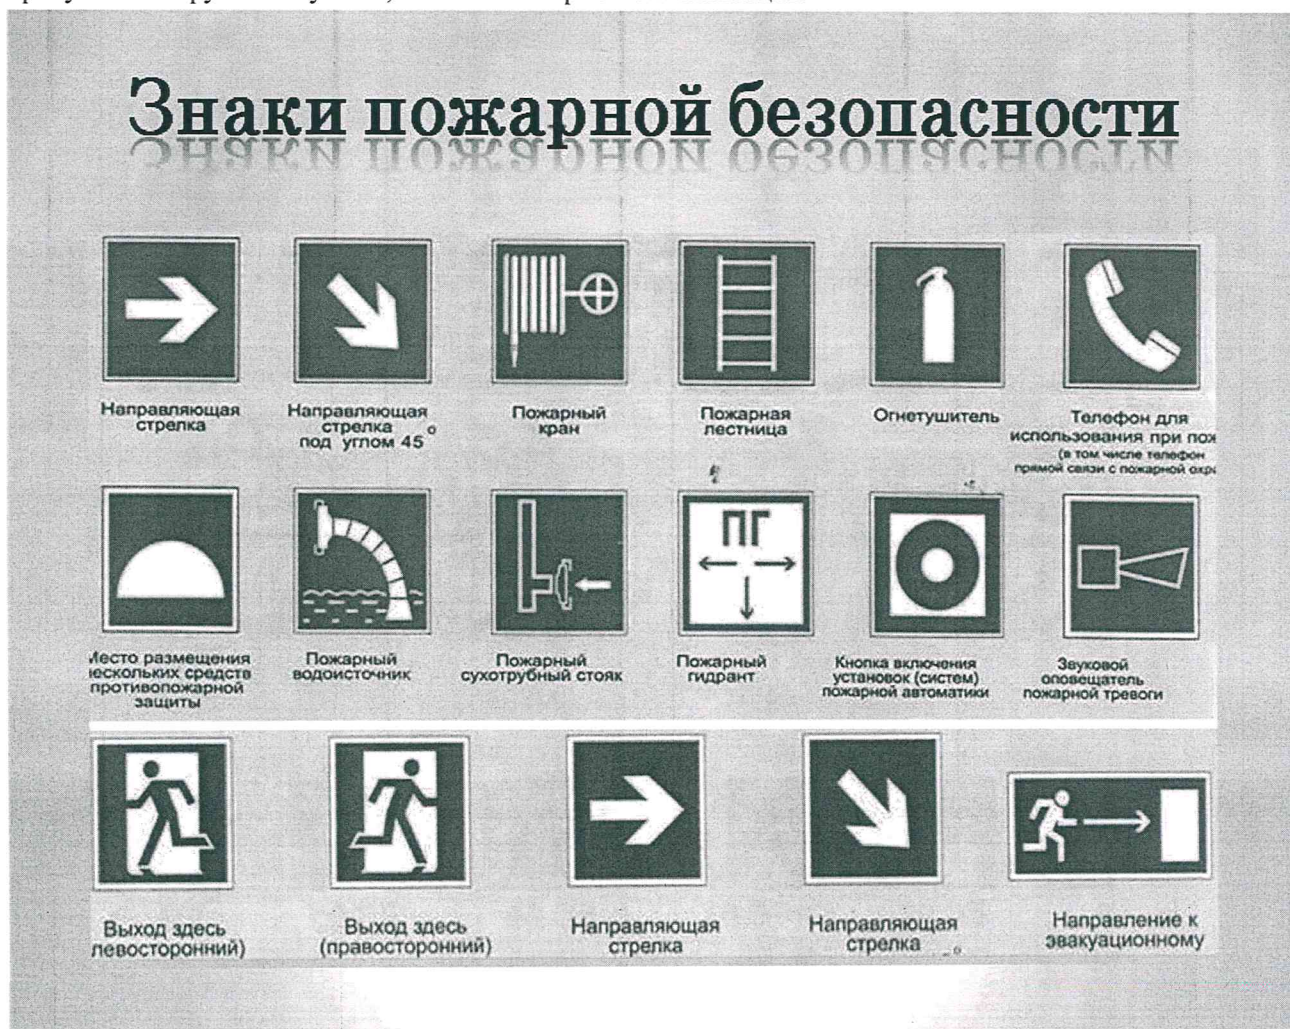 Знаки пожарной безопасности
Направляющая
стрелка
Направляющая
стрелка
под углом 45°
Пожарный
кран
Пожарная
лестница
Огнетушитель
Телефон для
использования при пож
(в том числе телефон
прямой связи с пожарной охр
Место размещения
нескольких средств
противопожарной
защиты
Пожарный
водоисточник
Пожарный
сухотрубный стояк
ПГ
Пожарный
гидрант
Кнопка включения
установок (систем)
пожарной автоматики
Звуковой
оповещатель
пожарной тревоги
Выход здесь
левосторонний)
Выход здесь
(правосторонний)
Направляющая
стрелка
Направляющая
стрелка
Направление к
эвакуационному